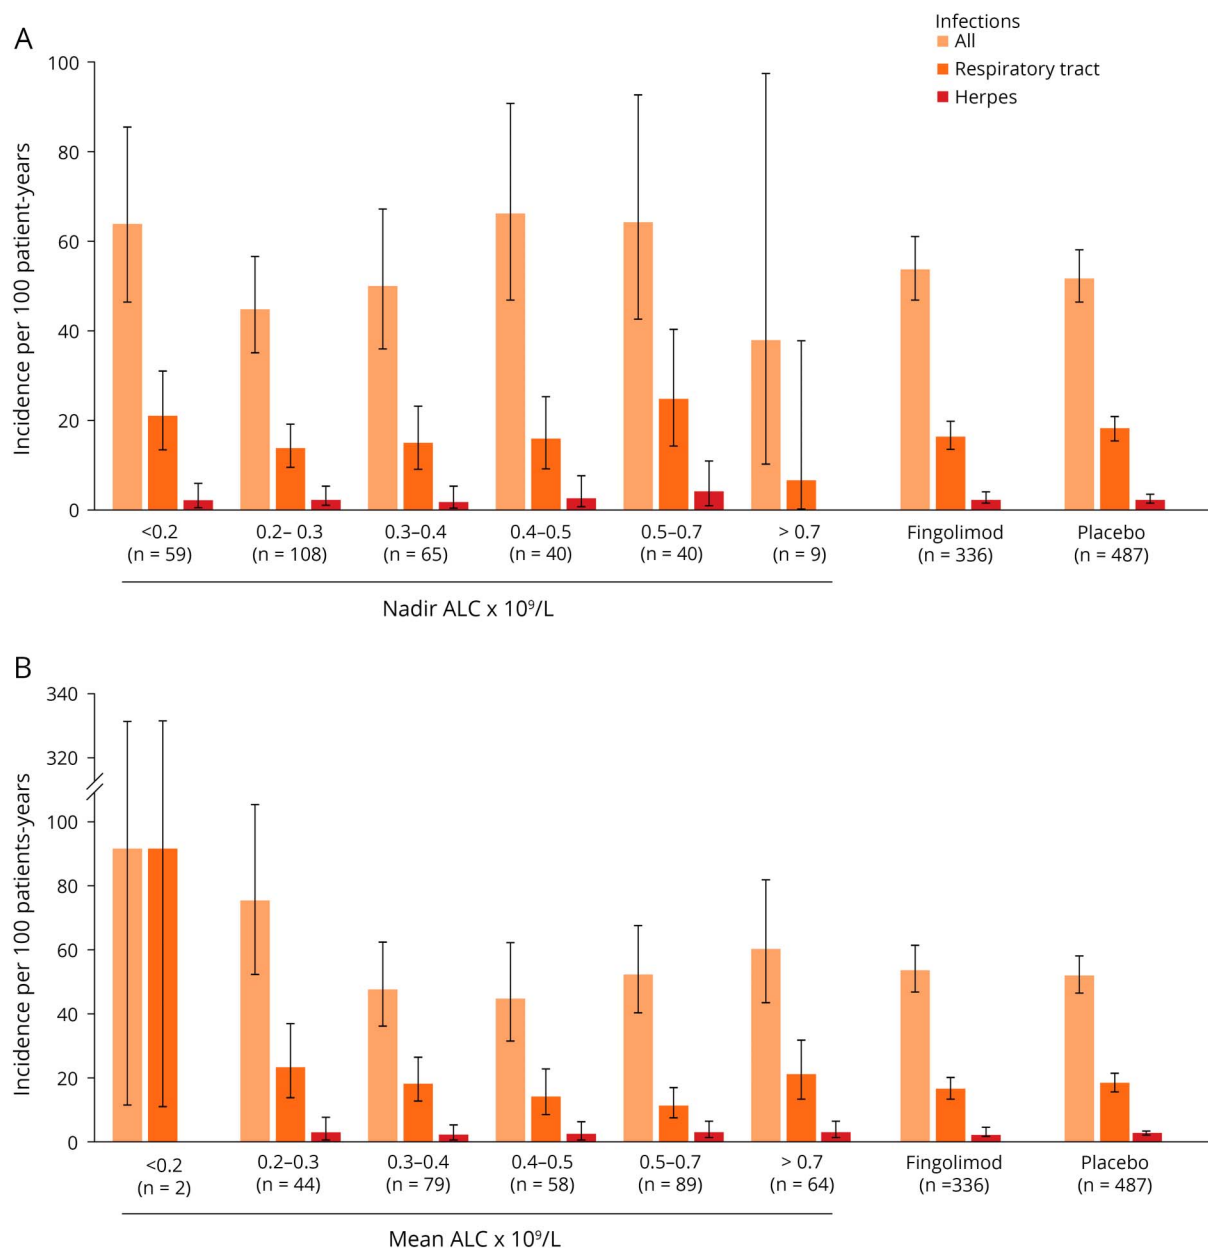 A
Infections
All
Respiratory tract
Herpes
Incidence per 100 patient-years
100
80
60
40
20
0
<0.2 0.2– 0.3 0.3–0.4 0.4–0.5 0.5–0.7 > 0.7 Fingolimod Placebo
(n = 59) (n = 108) (n = 65) (n = 40) (n = 40) (n = 9) (n = 336) (n = 487)
Nadir ALC x 10⁹/L
B
Incidence per 100 patients-years
340
320
100
80
60
40
20
0
<0.2 0.2–0.3 0.3–0.4 0.4–0.5 0.5–0.7 > 0.7 Fingolimod Placebo
(n = 2) (n = 44) (n = 79) (n = 58) (n = 89) (n = 64) (n =336) (n = 487)
Mean ALC x 10⁹/L